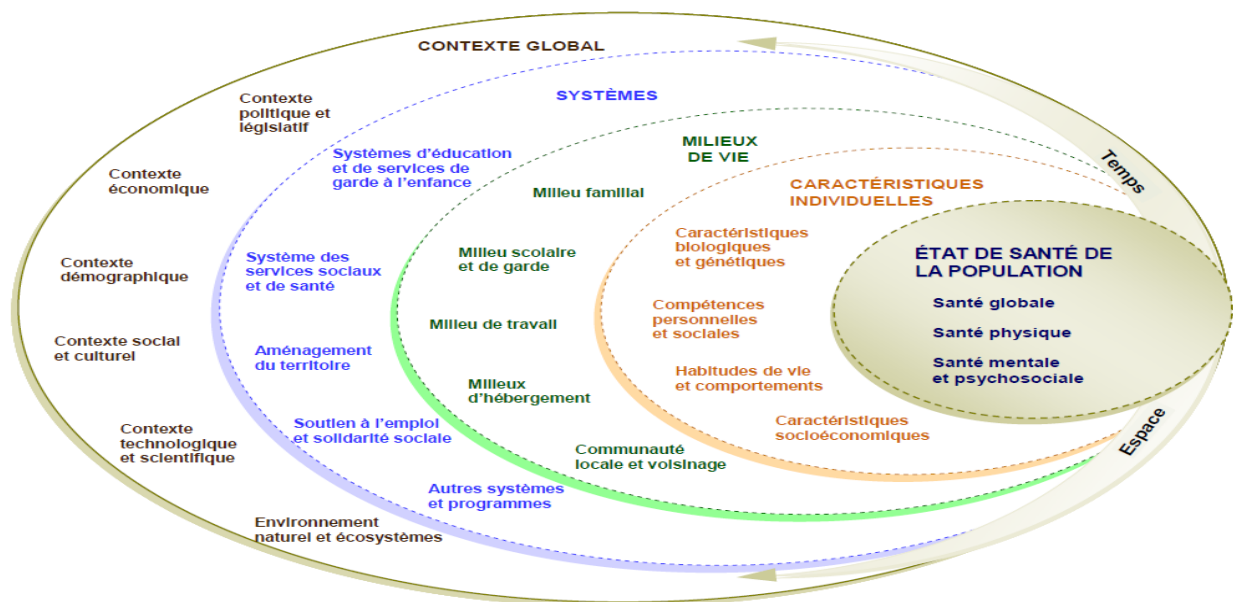 CONTEXTE GLOBAL
Contexte
politique et
législatif
Contexte
économique
Contexte
démographique
Contexte social
et culturel
Contexte
technologique
et scientifique
Environnement
naturel et écosystèmes
SYSTÈMES
Systèmes d'éducation
et de services de
garde à l'enfance
Système des
services sociaux
et de santé
Aménagement
du territoire
Soutien à l'emploi
et solidarité sociale
Autres systèmes
et programmes
MILIEUX
DE VIE
Milieu familial
Milieu scolaire
et de garde
Milieu de travail
Milieux
d'hébergement
Communauté
locale et voisinage
CARACTÉRISTIQUES
INDIVIDUELLES
Caractéristiques
biologiques
et génétiques
Compétences
personnelles
et sociales
Habitudes de vie
et comportements
Caractéristiques
socioéconomiques
ÉTAT DE SANTÉ DE
LA POPULATION
Santé globale
Santé physique
Santé mentale
et psychosociale
Temps
Espace